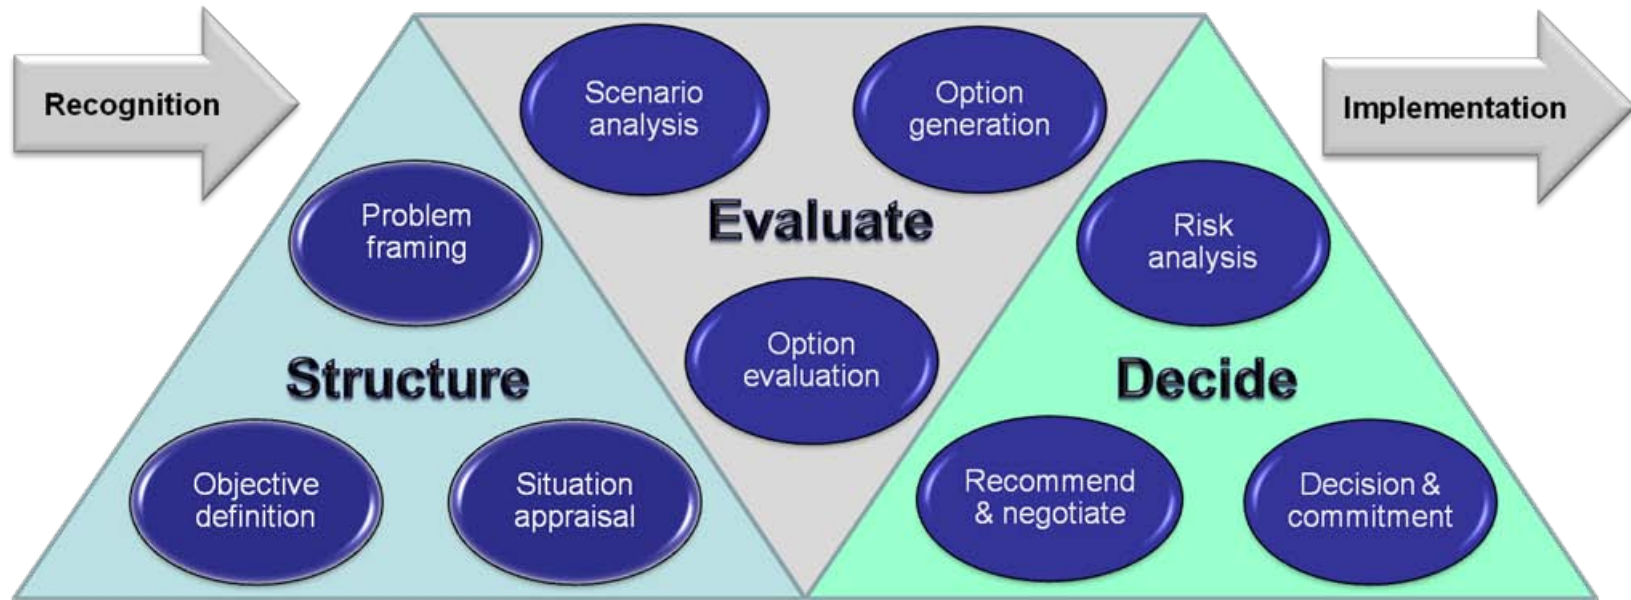 Recognition
Problem
framing
Structure
Objective
definition
Situation
appraisal
Scenario
analysis
Option
generation
Evaluate
Option
evaluation
Risk
analysis
Decide
Recommend
& negotiate
Decision &
commitment
Implementation